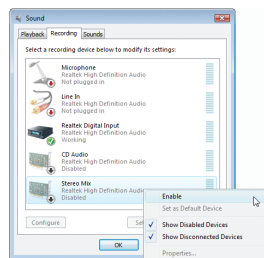 Sound
Playback Recording Sounds
Select a recording device below to modify its settings:
Microphone
Realtek High Definition Audio
Not plugged in
Line In
Realtek High Definition Audio
Not plugged in
Realtek Digital Input
Realtek High Definition Audio
Working
CD Audio
Realtek High Definition Audio
Disabled
Stereo Mix
Realtek High Definition Audio
Disabled
Enable
Set as Default Device
Show Disabled Devices
Show Disconnected Devices
Properties...
Configure
OK